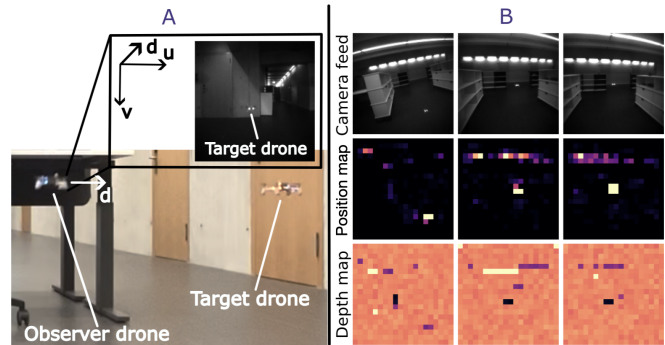 A
d
u
v
Target drone
d
Target drone
Observer drone
B
Camera feed
Position map
Depth map